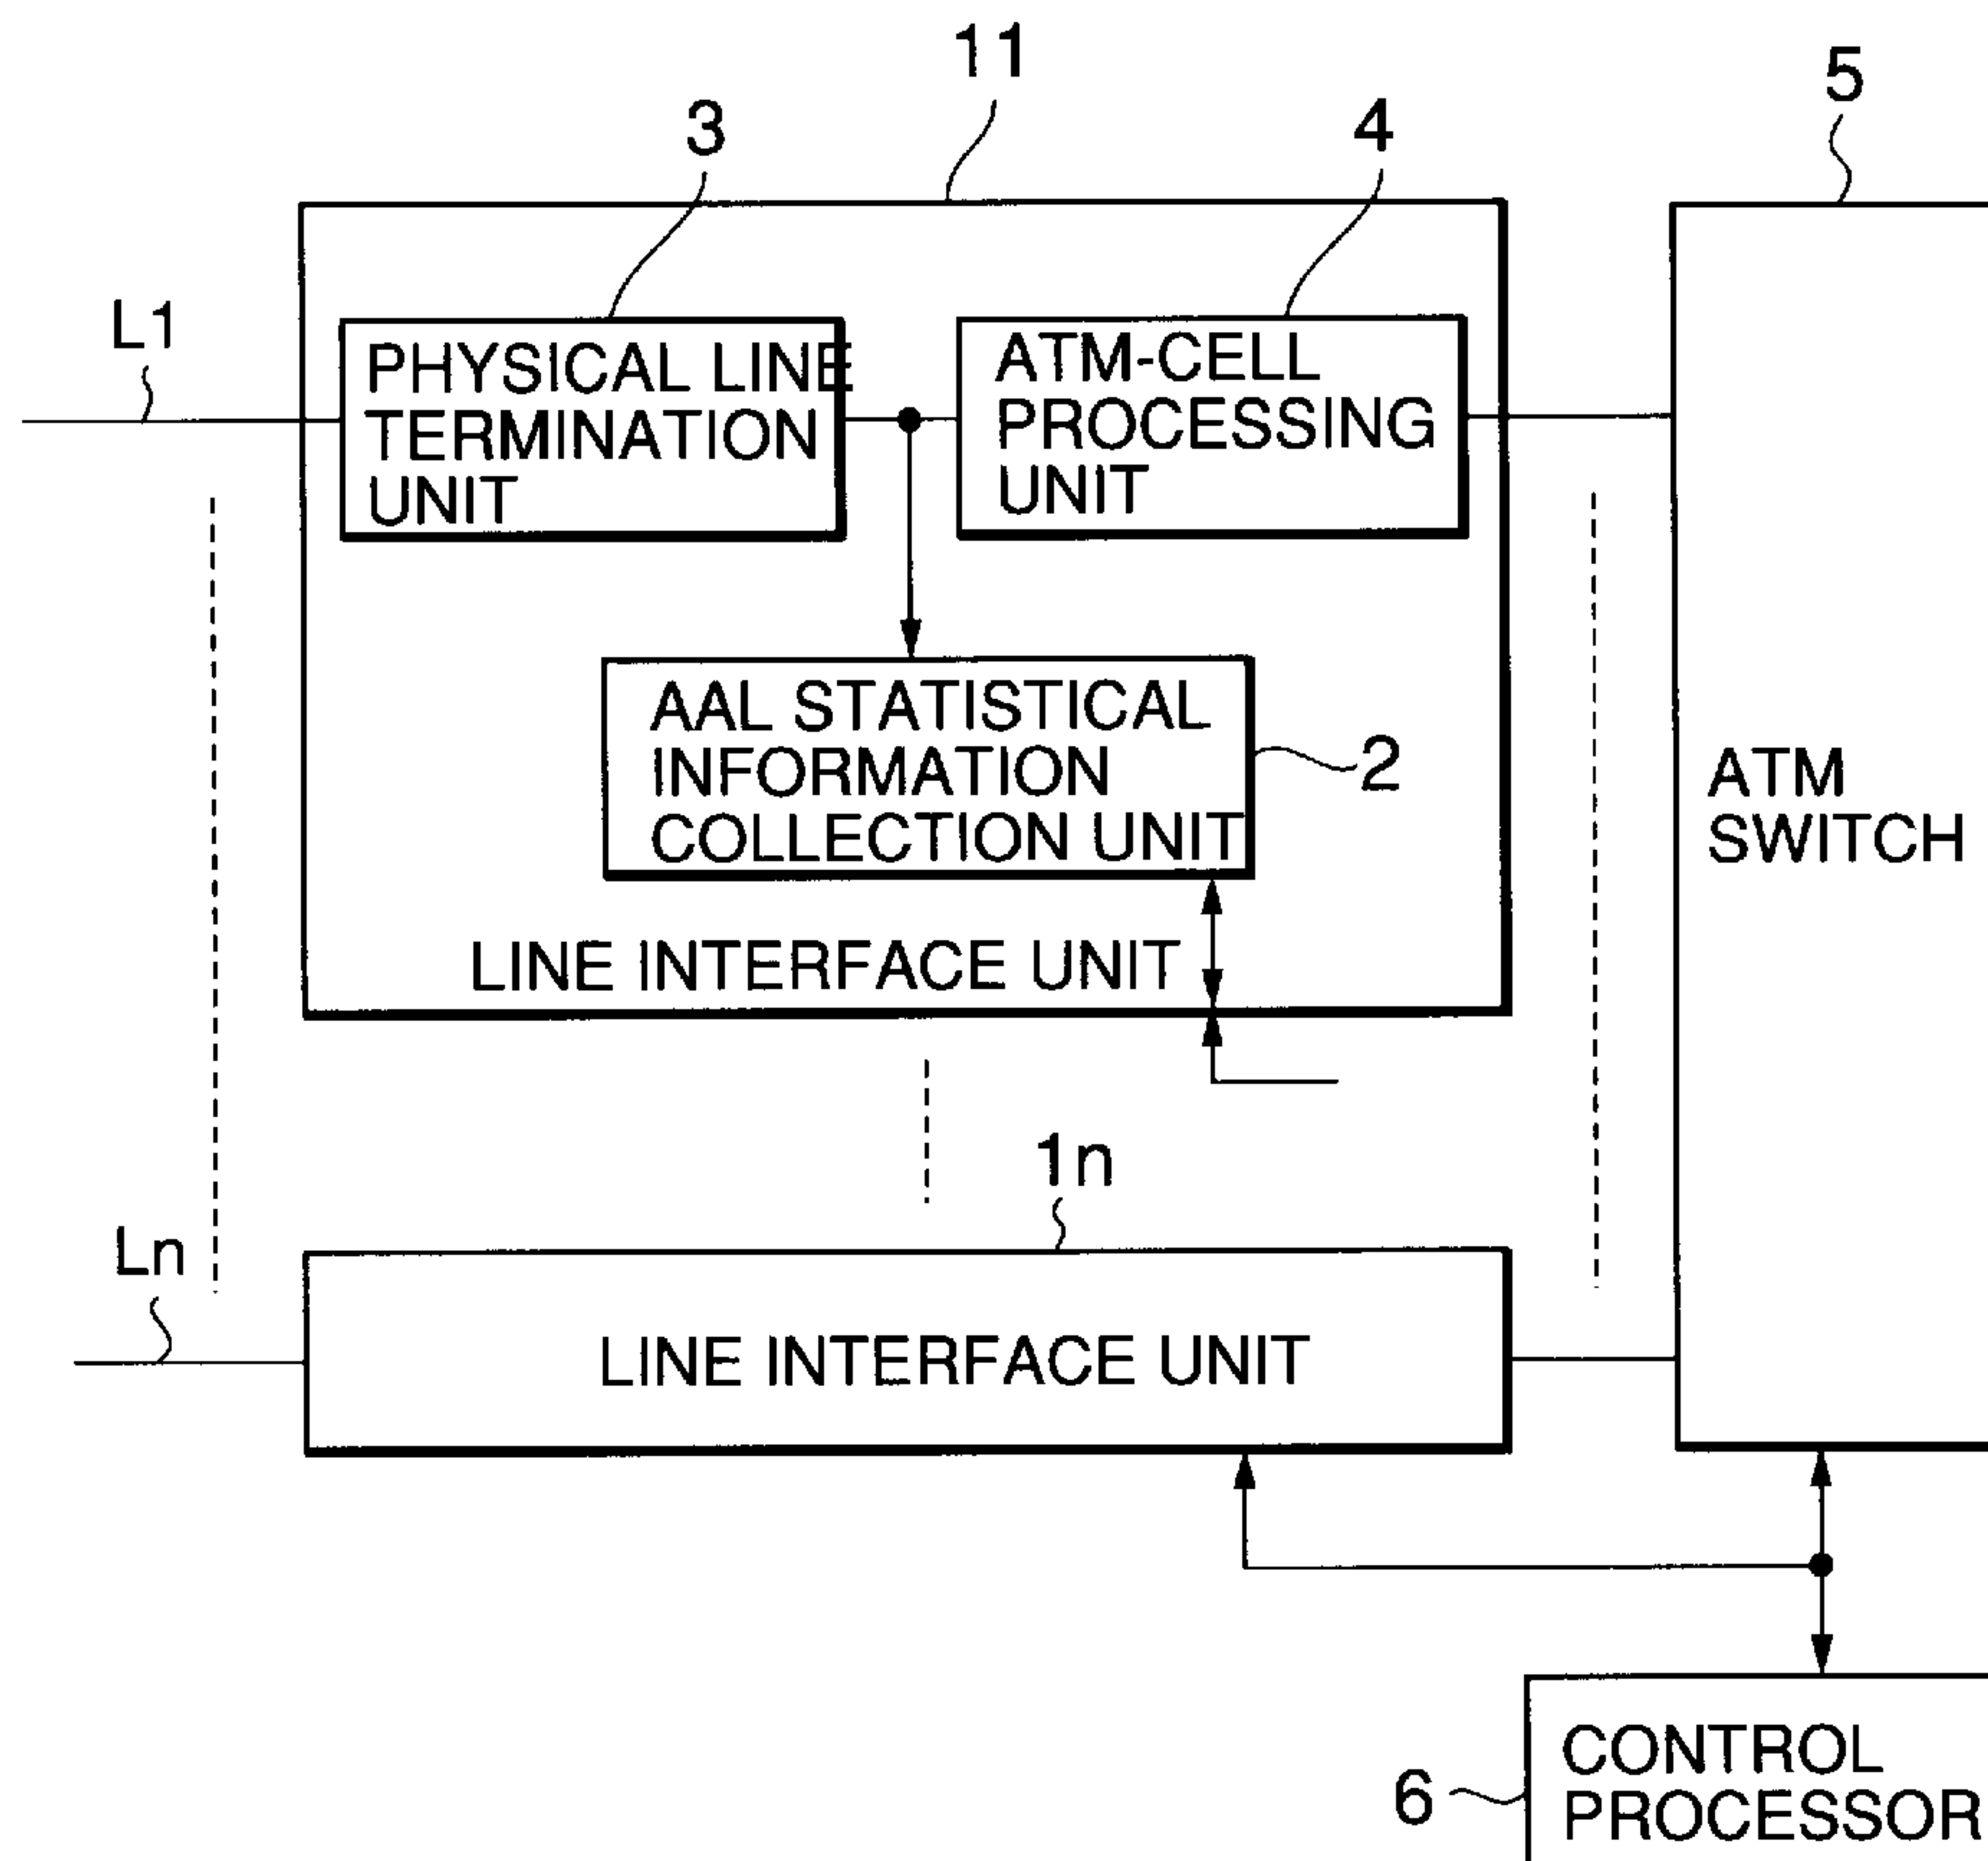 11
3
4
5
L1
PHYSICAL LINE
TERMINATION
UNIT
ATM-CELL
PROCESSING
UNIT
AAL STATISTICAL
INFORMATION
COLLECTION UNIT
2
ATM
SWITCH
LINE INTERFACE UNIT
1n
Ln
LINE INTERFACE UNIT
6
CONTROL
PROCESSOR